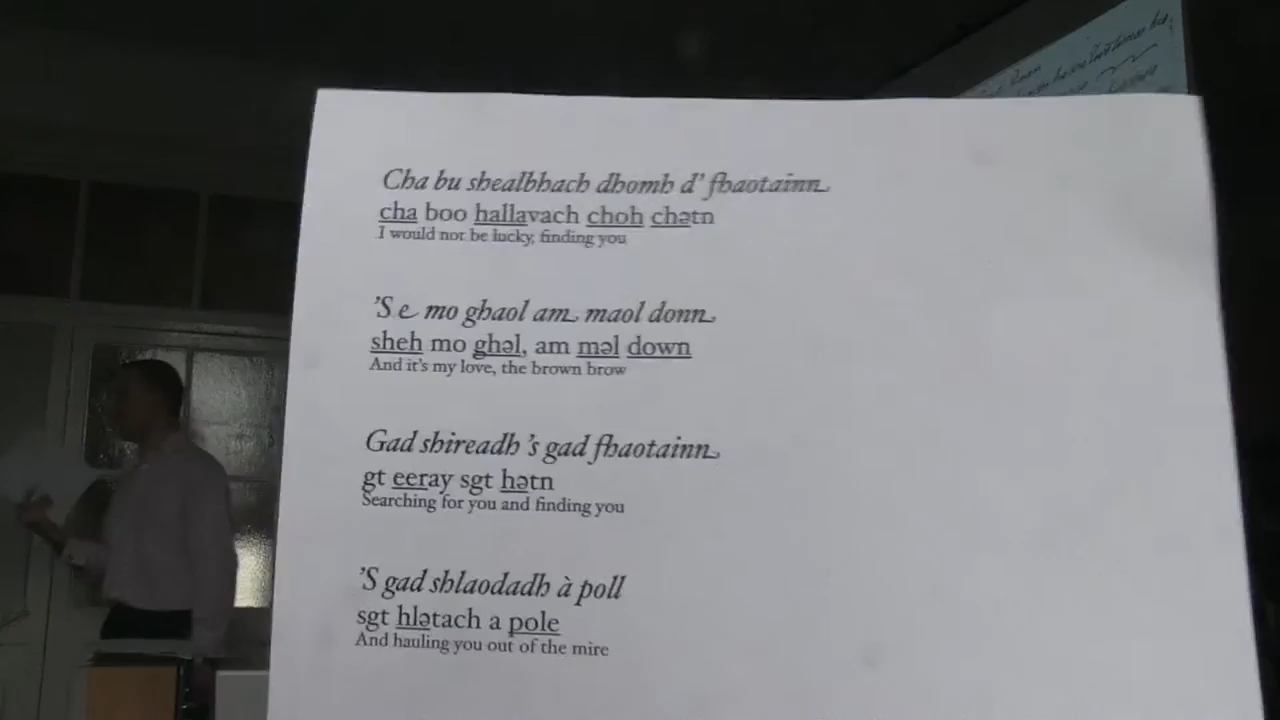 Cha bu shealbhach dhomh d' fhaotainn
cha boo hallavach choh chətn
I would not be lucky, finding you
'S e mo ghaol am maol donn
sheh mo ghəl, am məl down
And it's my love, the brown brow
Gad shireadh 's gad fhaotainn
gt eeray sgt hətn
Searching for you and finding you
'S gad shlaodadh à poll
sgt hlətach a pole
And hauling you out of the mire